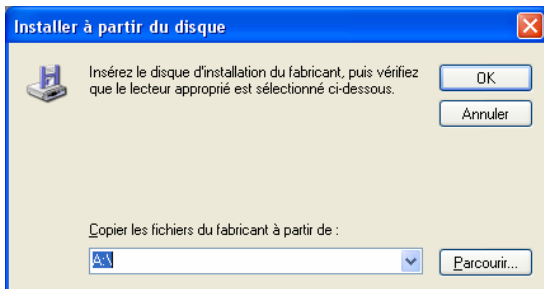 Installer à partir du disque
Insérez le disque d'installation du fabricant, puis vérifiez
que le lecteur approprié est sélectionné ci-dessous.
OK
Annuler
Copier les fichiers du fabricant à partir de :
A:\
Parcourir...